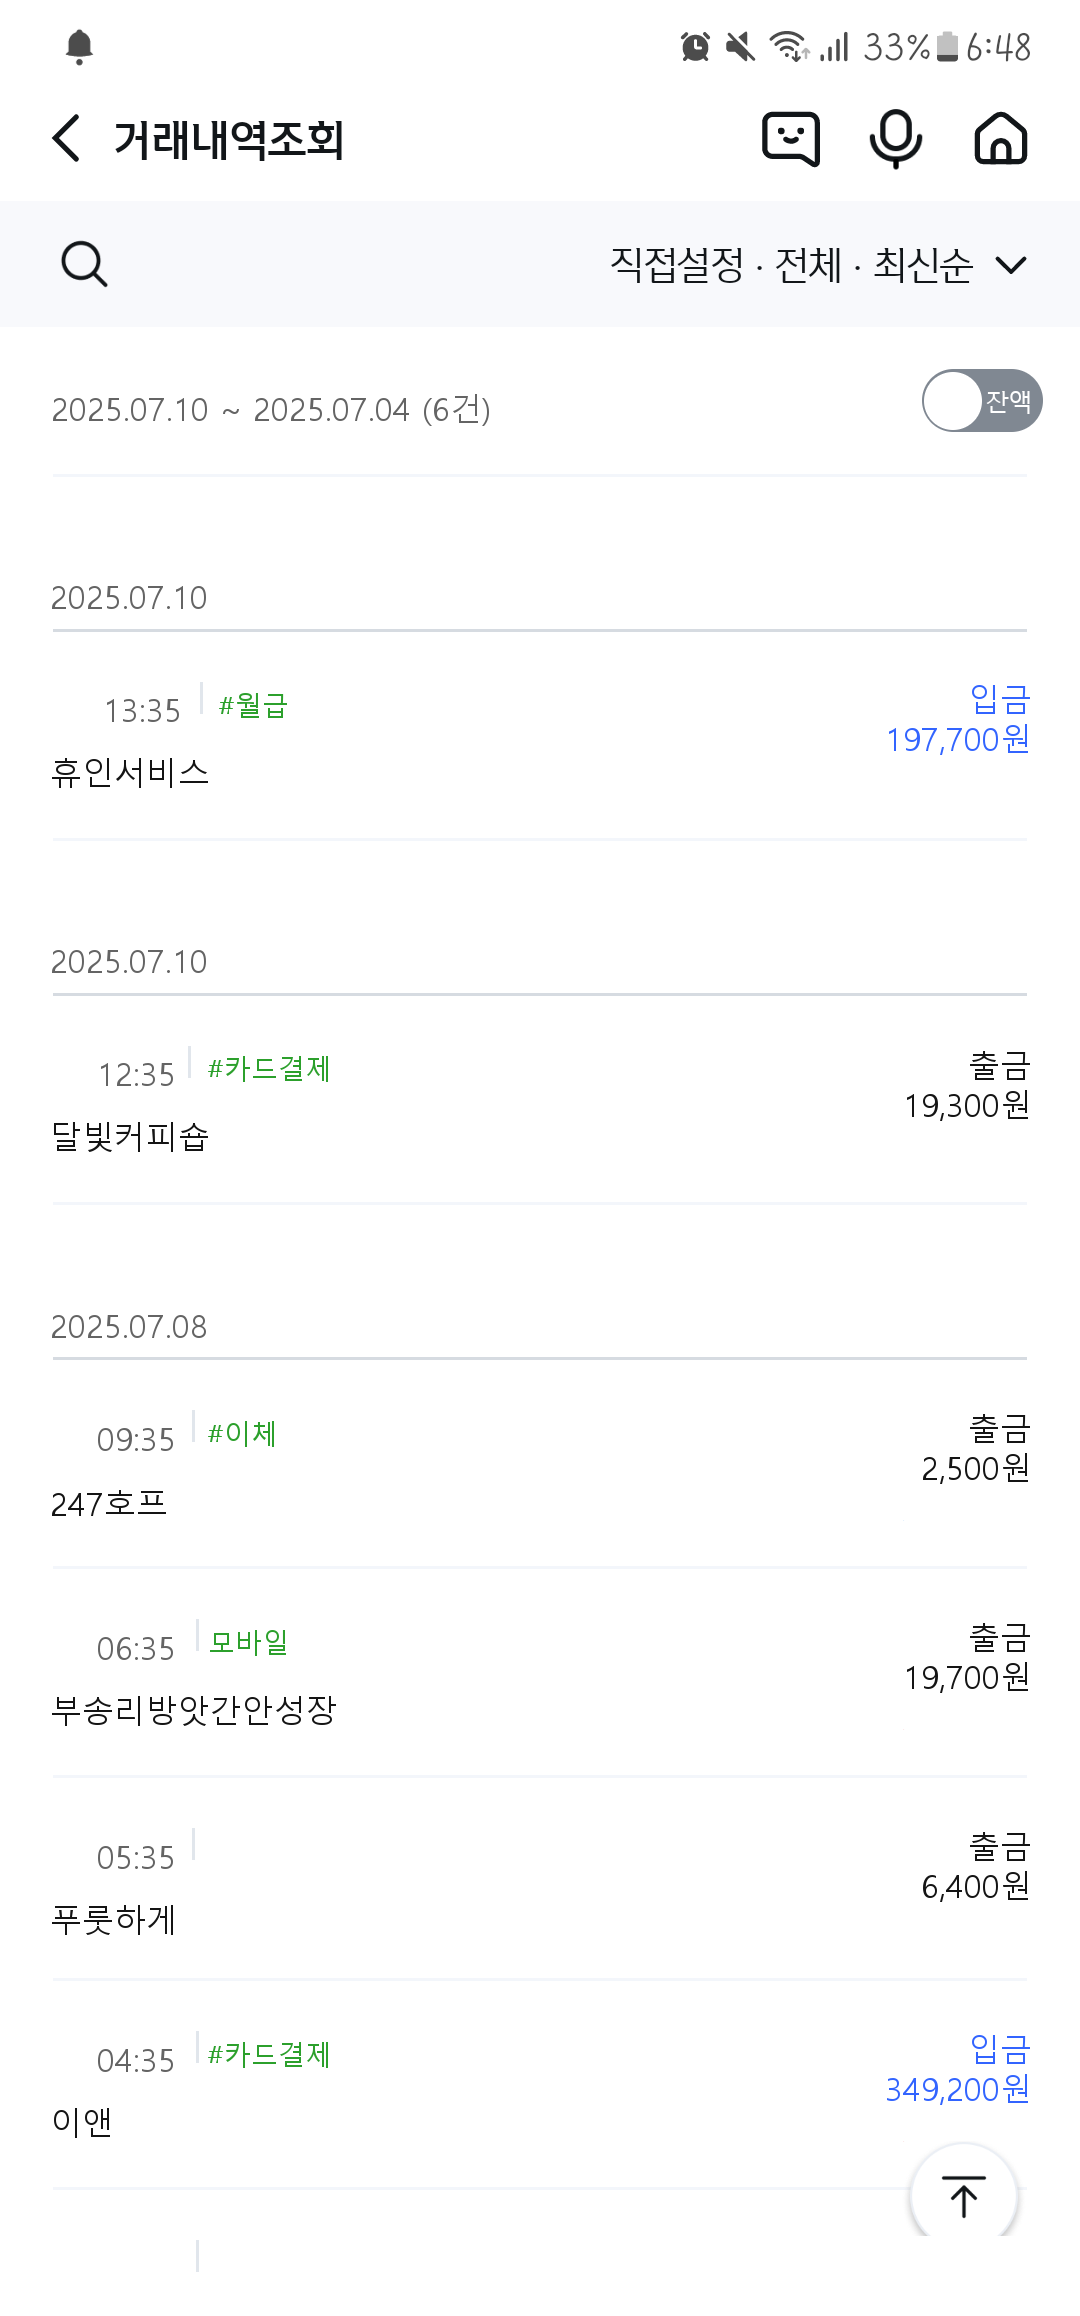 33% 6:48
거래내역조회
직접설정 · 전체 · 최신순
2025.07.10 ~ 2025.07.04 (6건)
잔액
2025.07.10
13:35 #월급
입금
197,700원
휴인서비스
2025.07.10
12:35 #카드결제
출금
19,300원
달빛커피숍
2025.07.08
09:35 #이체
출금
2,500원
247호프
06:35 모바일
출금
19,700원
부송리방앗간안성장
05:35
출금
6,400원
푸룻하게
04:35 #카드결제
입금
349,200원
이앤